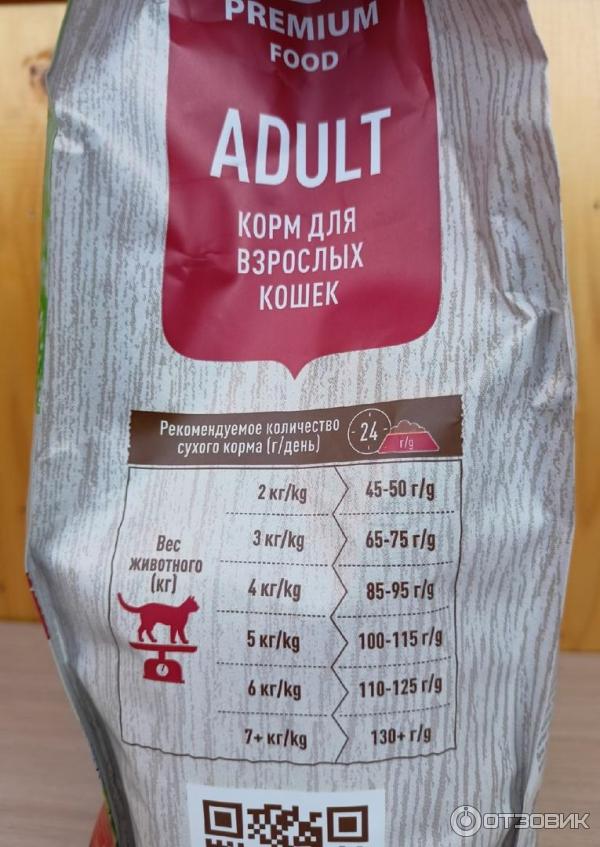 PREMIUM
FOOD
ADULT
КОРМ ДЛЯ
ВЗРОСЛЫХ
КОШЕК
Рекомендуемое количество
сухого корма (г/день)
24
г/g
Вес
животного
(кг)
2 кг/kg 45-50 г/g
3 кг/kg 65-75 г/g
4 кг/kg 85-95 г/g
5 кг/kg 100-115 г/g
6 кг/kg 110-125 г/g
7+ кг/kg 130+ г/g
ОТЗОВИК